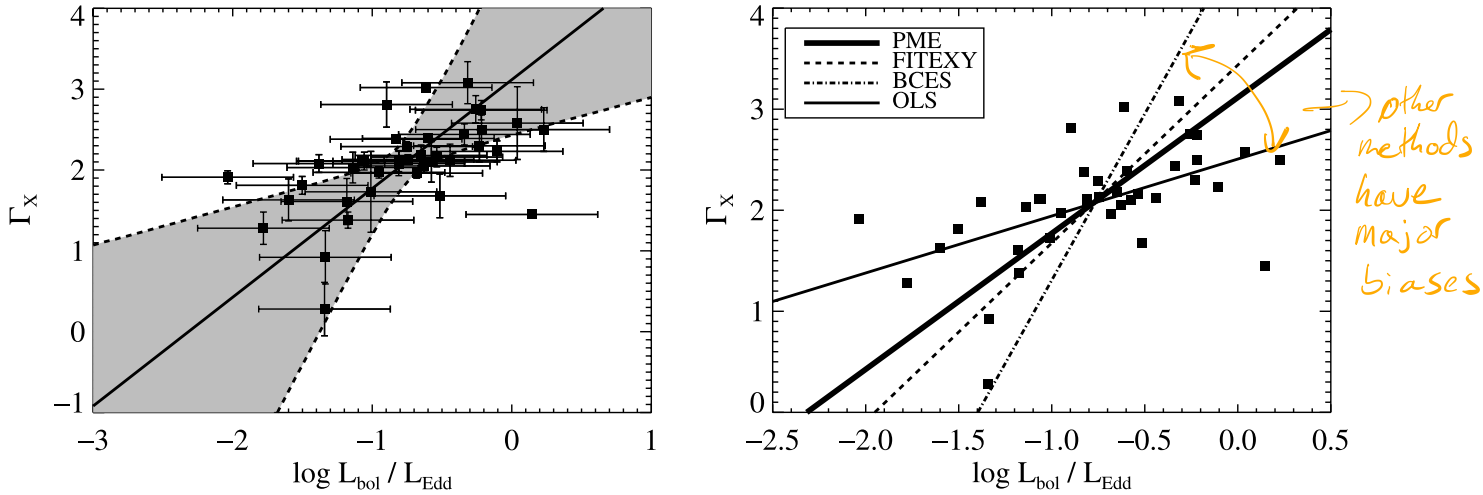 4
3
2
1
0
−1
Γ_X
−3 −2 −1 0 1
log L_bol / L_Edd
4
3
2
1
0
Γ_X
PME
FITEXY
BCES
OLS
−2.5 −2.0 −1.5 −1.0 −0.5 0.0 0.5
log L_bol / L_Edd
→ other
methods
have
major
biases